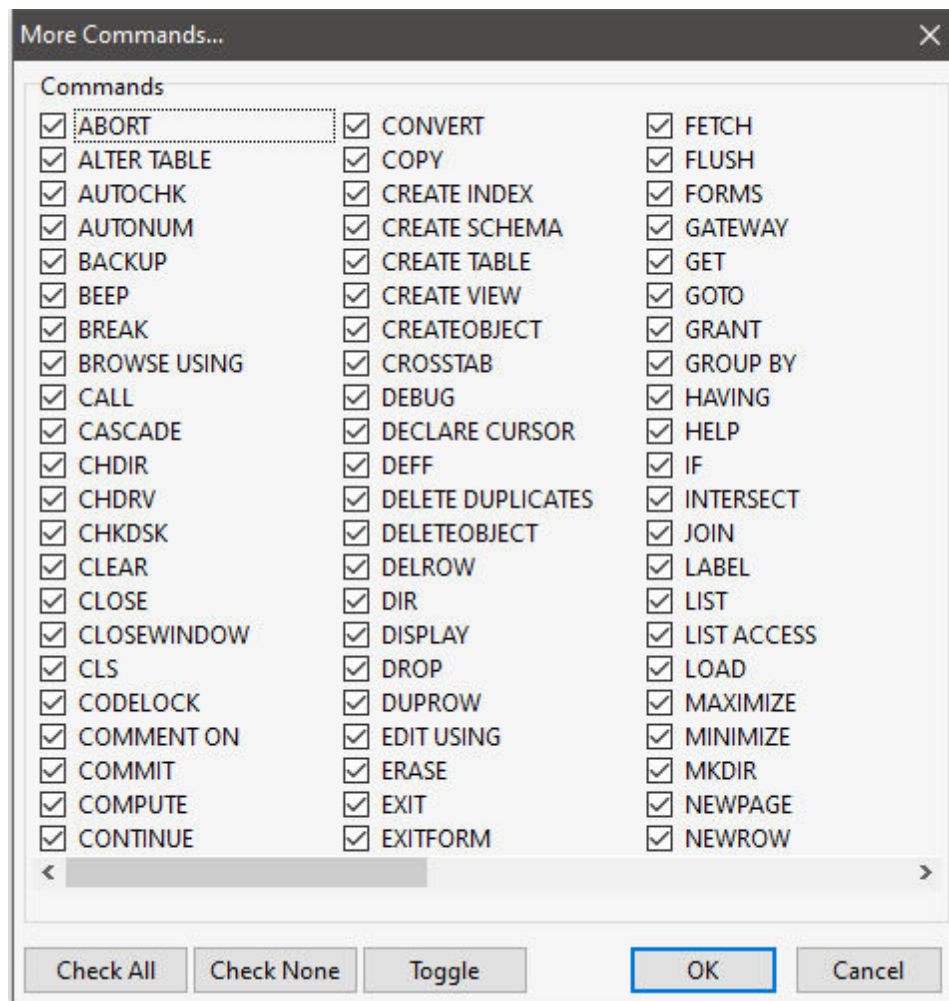 More Commands...
Commands
ABORT
ALTER TABLE
AUTOCHK
AUTONUM
BACKUP
BEEP
BREAK
BROWSE USING
CALL
CASCADE
CHDIR
CHDRV
CHKDSK
CLEAR
CLOSE
CLOSEWINDOW
CLS
CODELOCK
COMMENT ON
COMMIT
COMPUTE
CONTINUE
CONVERT
COPY
CREATE INDEX
CREATE SCHEMA
CREATE TABLE
CREATE VIEW
CREATEOBJECT
CROSSTAB
DEBUG
DECLARE CURSOR
DEFF
DELETE DUPLICATES
DELETEOBJECT
DELROW
DIR
DISPLAY
DROP
DUPROW
EDIT USING
ERASE
EXIT
EXITFORM
FETCH
FLUSH
FORMS
GATEWAY
GET
GOTO
GRANT
GROUP BY
HAVING
HELP
IF
INTERSECT
JOIN
LABEL
LIST
LIST ACCESS
LOAD
MAXIMIZE
MINIMIZE
MKDIR
NEWPAGE
NEWROW
Check All Check None Toggle OK Cancel